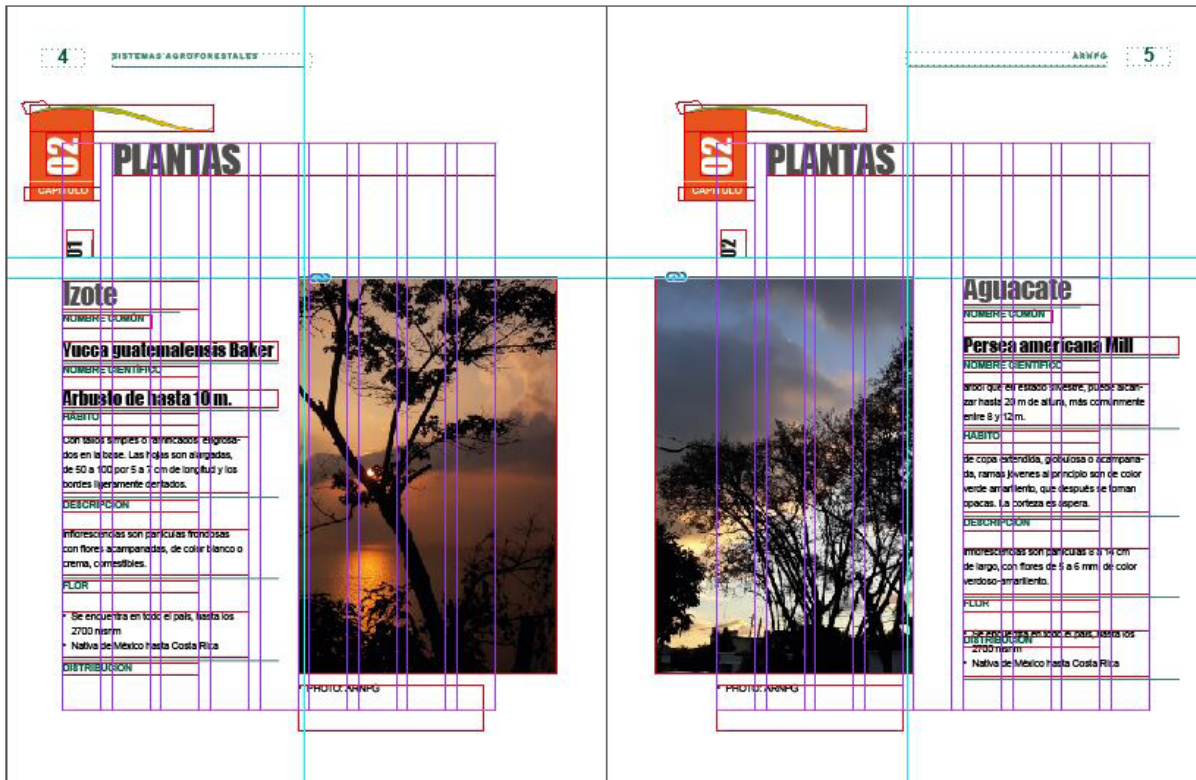 4
SISTEMAS AGROFORESTALES
02
CAPÍTULO
PLANTAS
01
Izote
NOMBRE COMÚN
Yucca guatemalensis Baker
NOMBRE CIENTÍFICO
Arbusto de hasta 10 m.
HÁBITO
Con tallos simples o ramificados, engrosa-
dos en la base. Las hojas son alargadas,
de 50 a 100 por 5 a 7 cm de longitud y los
bordes ligeramente dentados.
DESCRIPCIÓN
Inflorescencias son panículas frondosas
con flores acampanadas, de color blanco o
crema, comestibles.
FLOR
• Se encuentra en todo el país, hasta los
2700 msnm
• Nativa de México hasta Costa Rica
DISTRIBUCIÓN
• PHOTO: ARNPG
ARNPG
5
02
CAPÍTULO
PLANTAS
02
Aguacate
NOMBRE COMÚN
Persea americana Mill
NOMBRE CIENTÍFICO
árbol que en estado silvestre, puede alcan-
zar hasta 20 m de altura, más comúnmente
entre 8 y 12 m.
HÁBITO
de copa extendida, globulosa o acampana-
da, ramas jóvenes al principio son de color
verde amarillento, que después se tornan
opacas. La corteza es áspera.
DESCRIPCIÓN
Inflorescencias son panículas 8 a 14 cm
de largo, con flores de 5 a 6 mm, de color
verdoso-amarillento.
FLOR
• Se encuentra en todo el país, hasta los
DISTRIBUCIÓN
2700 msnm
• Nativa de México hasta Costa Rica
• PHOTO: ARNPG